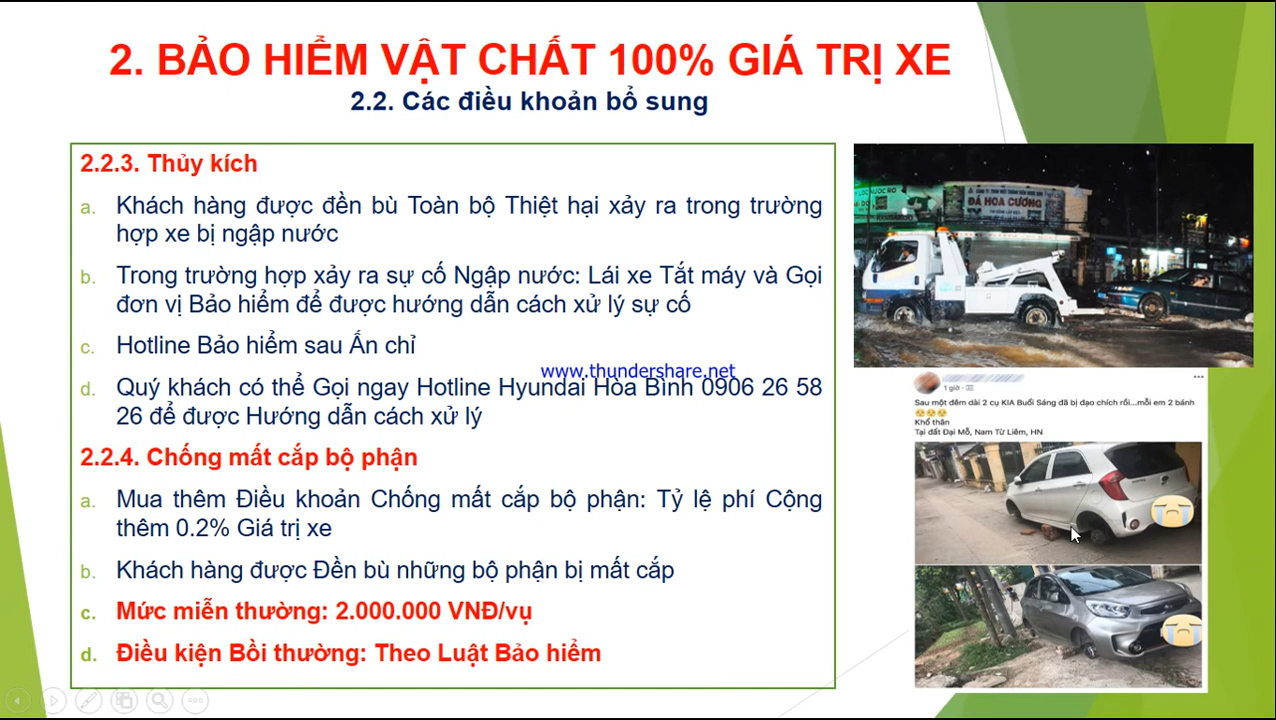 2. BẢO HIỂM VẬT CHẤT 100% GIÁ TRỊ XE
2.2. Các điều khoản bổ sung
2.2.3. Thủy kích
a. Khách hàng được đền bù Toàn bộ Thiệt hại xảy ra trong trường
hợp xe bị ngập nước
b. Trong trường hợp xảy ra sự cố Ngập nước: Lái xe Tắt máy và Gọi
đơn vị Bảo hiểm để được hướng dẫn cách xử lý sự cố
c. Hotline Bảo hiểm sau Ấn chỉ
www.thundershare.net
d. Quý khách có thể Gọi ngay Hotline Hyundai Hòa Bình 0906 26 58
26 để được Hướng dẫn cách xử lý
2.2.4. Chống mất cắp bộ phận
a. Mua thêm Điều khoản Chống mất cắp bộ phận: Tỷ lệ phí Cộng
thêm 0.2% Giá trị xe
b. Khách hàng được Đền bù những bộ phận bị mất cắp
c. Mức miễn thường: 2.000.000 VNĐ/vụ
d. Điều kiện Bồi thường: Theo Luật Bảo hiểm
ĐÁ HOA CƯƠNG
1 giờ
Sau một đêm dài 2 cụ KIA Buổi Sáng đã bị đạo chích rồi...mỗi em 2 bánh
Khổ thân
Tại đất Đại Mỗ, Nam Từ Liêm, HN